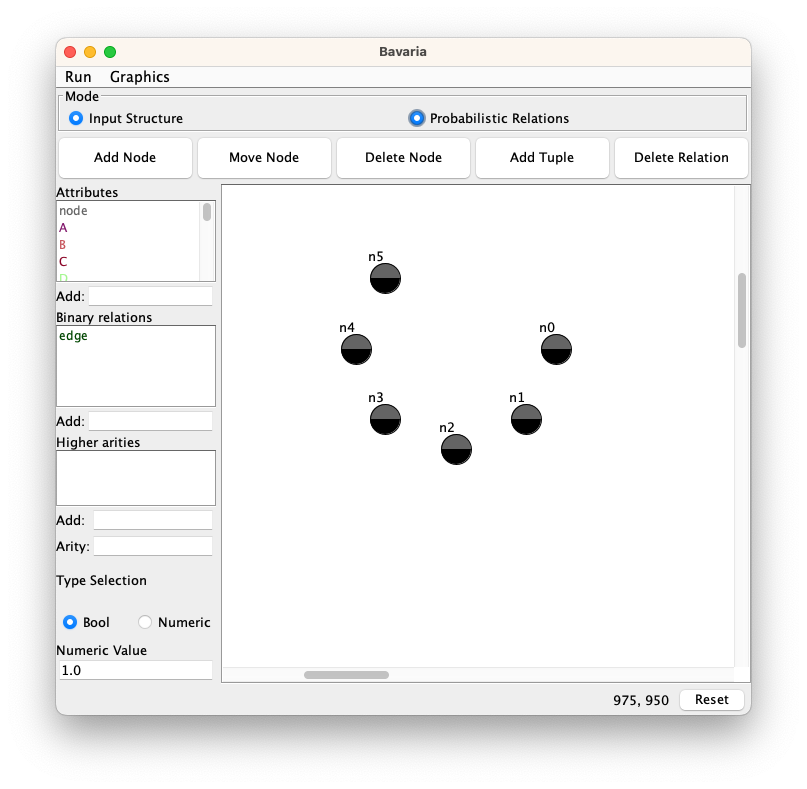 Bavaria
Run Graphics
Mode
Input Structure Probabilistic Relations
Add Node Move Node Delete Node Add Tuple Delete Relation
Attributes
node
A
B
C
D
Add:
Binary relations
edge
Add:
Higher arities
Add:
Arity:
Type Selection
Bool Numeric
Numeric Value
1.0
n5
n4 n0
n3 n1
n2
975, 950 Reset